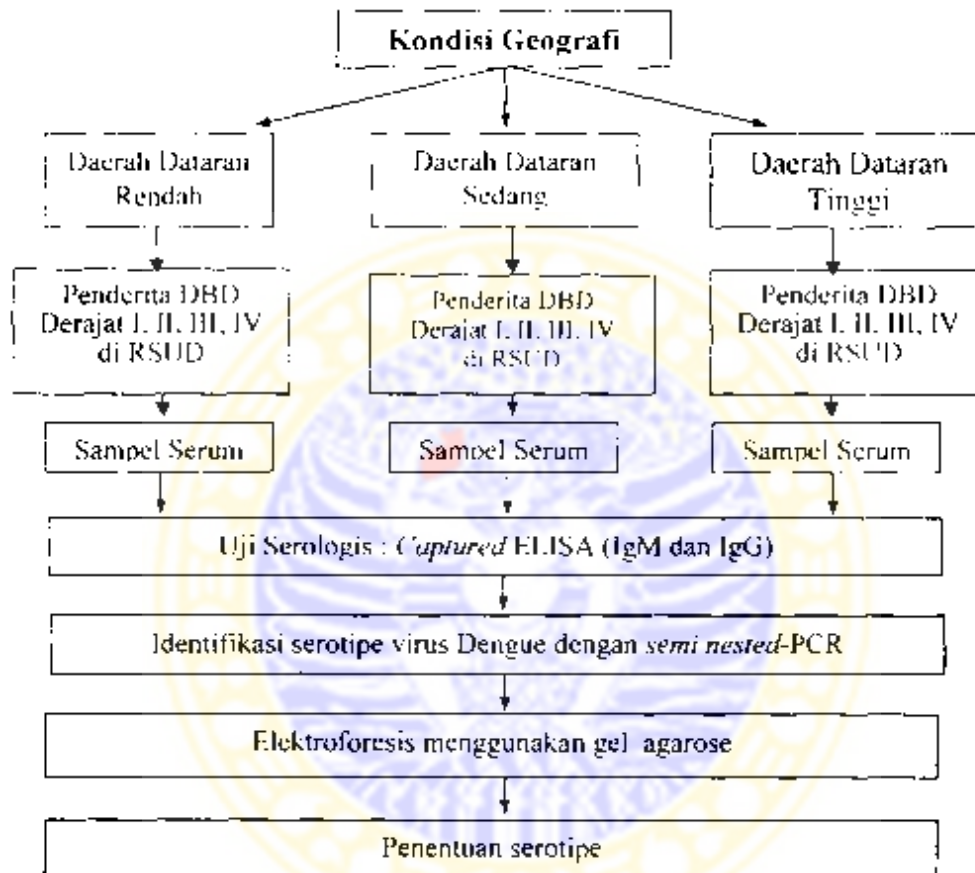 Kondisi Geografi
Daerah Dataran
Rendah
Daerah Dataran
Sedang
Daerah Dataran
Tinggi
Penderita DBD
Derajat I, II, III, IV
di RSUD
Penderita DBD
Derajat I, II, III, IV
di RSUD
Penderita DBD
Derajat I, II, III, IV
di RSUD
Sampel Serum
Sampel Serum
Sampel Serum
Uji Serologis : Captured ELISA (IgM dan IgG)
Identifikasi serotipe virus Dengue dengan semi nested-PCR
Elektroforesis menggunakan gel agarose
Penentuan serotipe